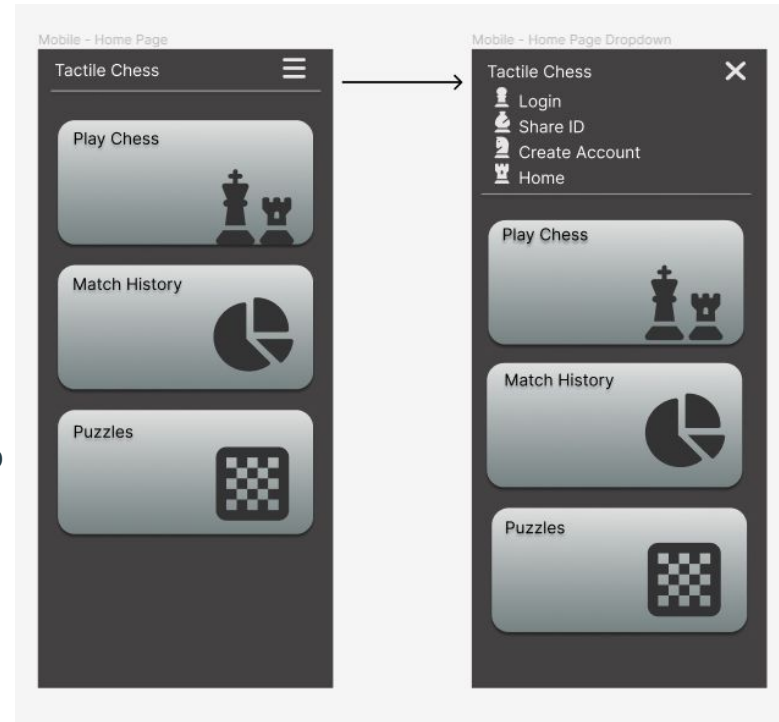 Mobile - Home Page
Tactile Chess
Play Chess
Match History
Puzzles
Mobile - Home Page Dropdown
Tactile Chess
Login
Share ID
Create Account
Home
Play Chess
Match History
Puzzles